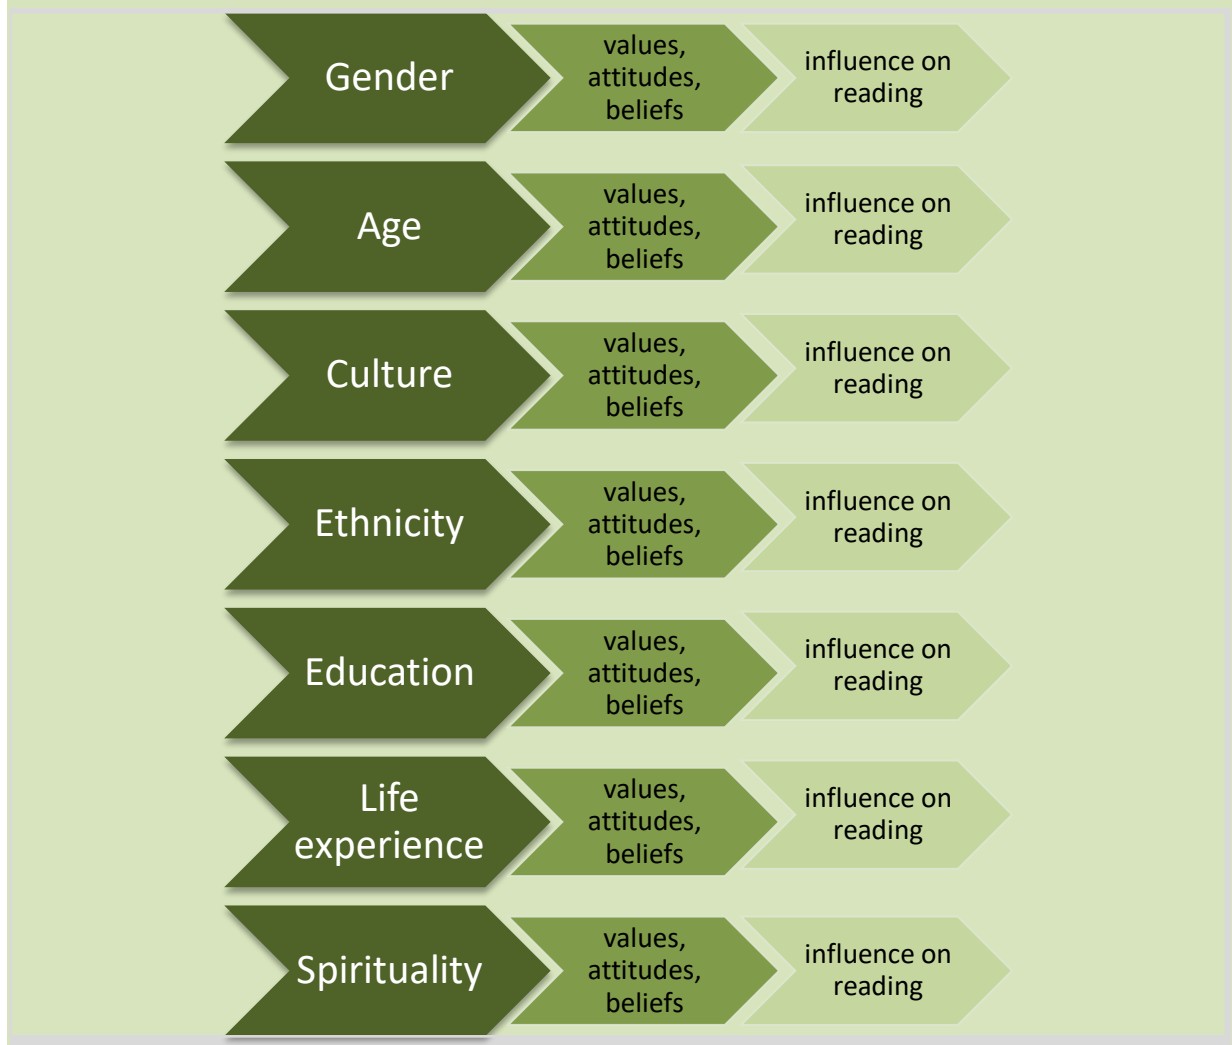 Gender
values,
attitudes,
beliefs
influence on
reading
Age
values,
attitudes,
beliefs
influence on
reading
Culture
values,
attitudes,
beliefs
influence on
reading
Ethnicity
values,
attitudes,
beliefs
influence on
reading
Education
values,
attitudes,
beliefs
influence on
reading
Life
experience
values,
attitudes,
beliefs
influence on
reading
Spirituality
values,
attitudes,
beliefs
influence on
reading